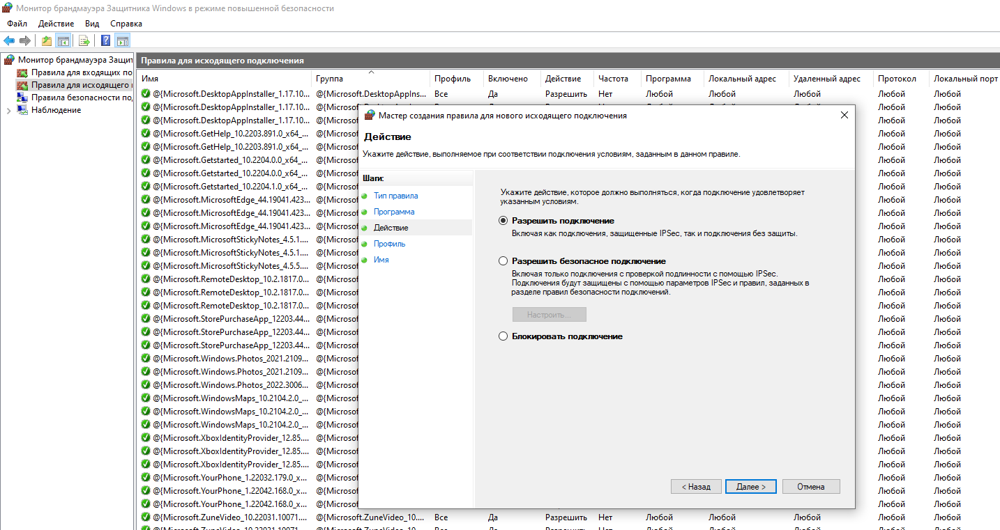 Монитор брандмауэра Защитника Windows в режиме повышенной безопасности
Файл Действие Вид Справка
Монитор брандмауэра Защит
Правила для входящих по
Правила для исходящего
Правила безопасности по
Наблюдение
Правила для исходящего подключения
Имя Группа Профиль Включено Действие Частота Программа Локальный адрес Удаленный адрес Протокол Локальный порт
@{Microsoft.DesktopAppInstaller_1.17.10... @{Microsoft.DesktopAppIns... Все Да Разрешить Нет Любой Любой Любой Любой Любой
@{Microsoft.DesktopAppInstaller_1.17.10... @{Microsoft Любой Любой
@{Microsoft.DesktopAppInstaller_1.17.10... @{Microsoft Любой Любой
@{Microsoft.GetHelp_10.2203.891.0_x64_... @{Microsoft Любой Любой
@{Microsoft.GetHelp_10.2203.891.0_x64_... @{Microsoft Любой Любой
@{Microsoft.Getstarted_10.2204.0.0_x64_... @{Microsoft Любой Любой
@{Microsoft.Getstarted_10.2204.0.0_x64_... @{Microsoft Любой Любой
@{Microsoft.Getstarted_10.2204.1.0_x64_... @{Microsoft Любой Любой
@{Microsoft.MicrosoftEdge_44.19041.423... @{Microsoft Любой Любой
@{Microsoft.MicrosoftEdge_44.19041.423... @{Microsoft Любой Любой
@{Microsoft.MicrosoftEdge_44.19041.423... @{Microsoft Любой Любой
@{Microsoft.MicrosoftStickyNotes_4.5.1.... @{Microsoft Любой Любой
@{Microsoft.MicrosoftStickyNotes_4.5.1.... @{Microsoft Любой Любой
@{Microsoft.MicrosoftStickyNotes_4.5.5.... @{Microsoft Любой Любой
@{Microsoft.RemoteDesktop_10.2.1817.0... @{Microsoft Любой Любой
@{Microsoft.RemoteDesktop_10.2.1817.0... @{Microsoft Любой Любой
@{Microsoft.RemoteDesktop_10.2.1817.0... @{Microsoft Любой Любой
@{Microsoft.StorePurchaseApp_12203.44... @{Microsoft Любой Любой
@{Microsoft.StorePurchaseApp_12203.44... @{Microsoft Любой Любой
@{Microsoft.StorePurchaseApp_12203.44... @{Microsoft Любой Любой
@{Microsoft.Windows.Photos_2021.2109... @{Microsoft Любой Любой
@{Microsoft.Windows.Photos_2021.2109... @{Microsoft Любой Любой
@{Microsoft.Windows.Photos_2022.3006... @{Microsoft Любой Любой
@{Microsoft.WindowsMaps_10.2104.2.0_... @{Microsoft Любой Любой
@{Microsoft.WindowsMaps_10.2104.2.0_... @{Microsoft Любой Любой
@{Microsoft.WindowsMaps_10.2104.2.0_... @{Microsoft Любой Любой
@{Microsoft.XboxIdentityProvider_12.85.... @{Microsoft Любой Любой
@{Microsoft.XboxIdentityProvider_12.85.... @{Microsoft Любой Любой
@{Microsoft.XboxIdentityProvider_12.85.... @{Microsoft Любой Любой
@{Microsoft.YourPhone_1.22032.179.0_x... @{Microsoft Любой Любой
@{Microsoft.YourPhone_1.22042.168.0_x... @{Microsoft Любой Любой
@{Microsoft.YourPhone_1.22042.168.0_x... @{Microsoft Любой Любой
@{Microsoft.ZuneVideo_10.22031.10071.... @{Microsoft.ZuneVideo_10.... Все Да Разрешить Нет Любой Любой Любой Любой Любой
Мастер создания правила для нового исходящего подключения
Действие
Укажите действие, выполняемое при соответствии подключения условиям, заданным в данном правиле.
Шаги:
Тип правила
Программа
Действие
Профиль
Имя
Укажите действие, которое должно выполняться, когда подключение удовлетворяет
указанным условиям.
Разрешить подключение
Включая как подключения, защищенные IPSec, так и подключения без защиты.
Разрешить безопасное подключение
Включая только подключения с проверкой подлинности с помощью IPSec.
Подключения будут защищены с помощью параметров IPSec и правил, заданных в
разделе правил безопасности подключений.
Настроить...
Блокировать подключение
< Назад Далее > Отмена